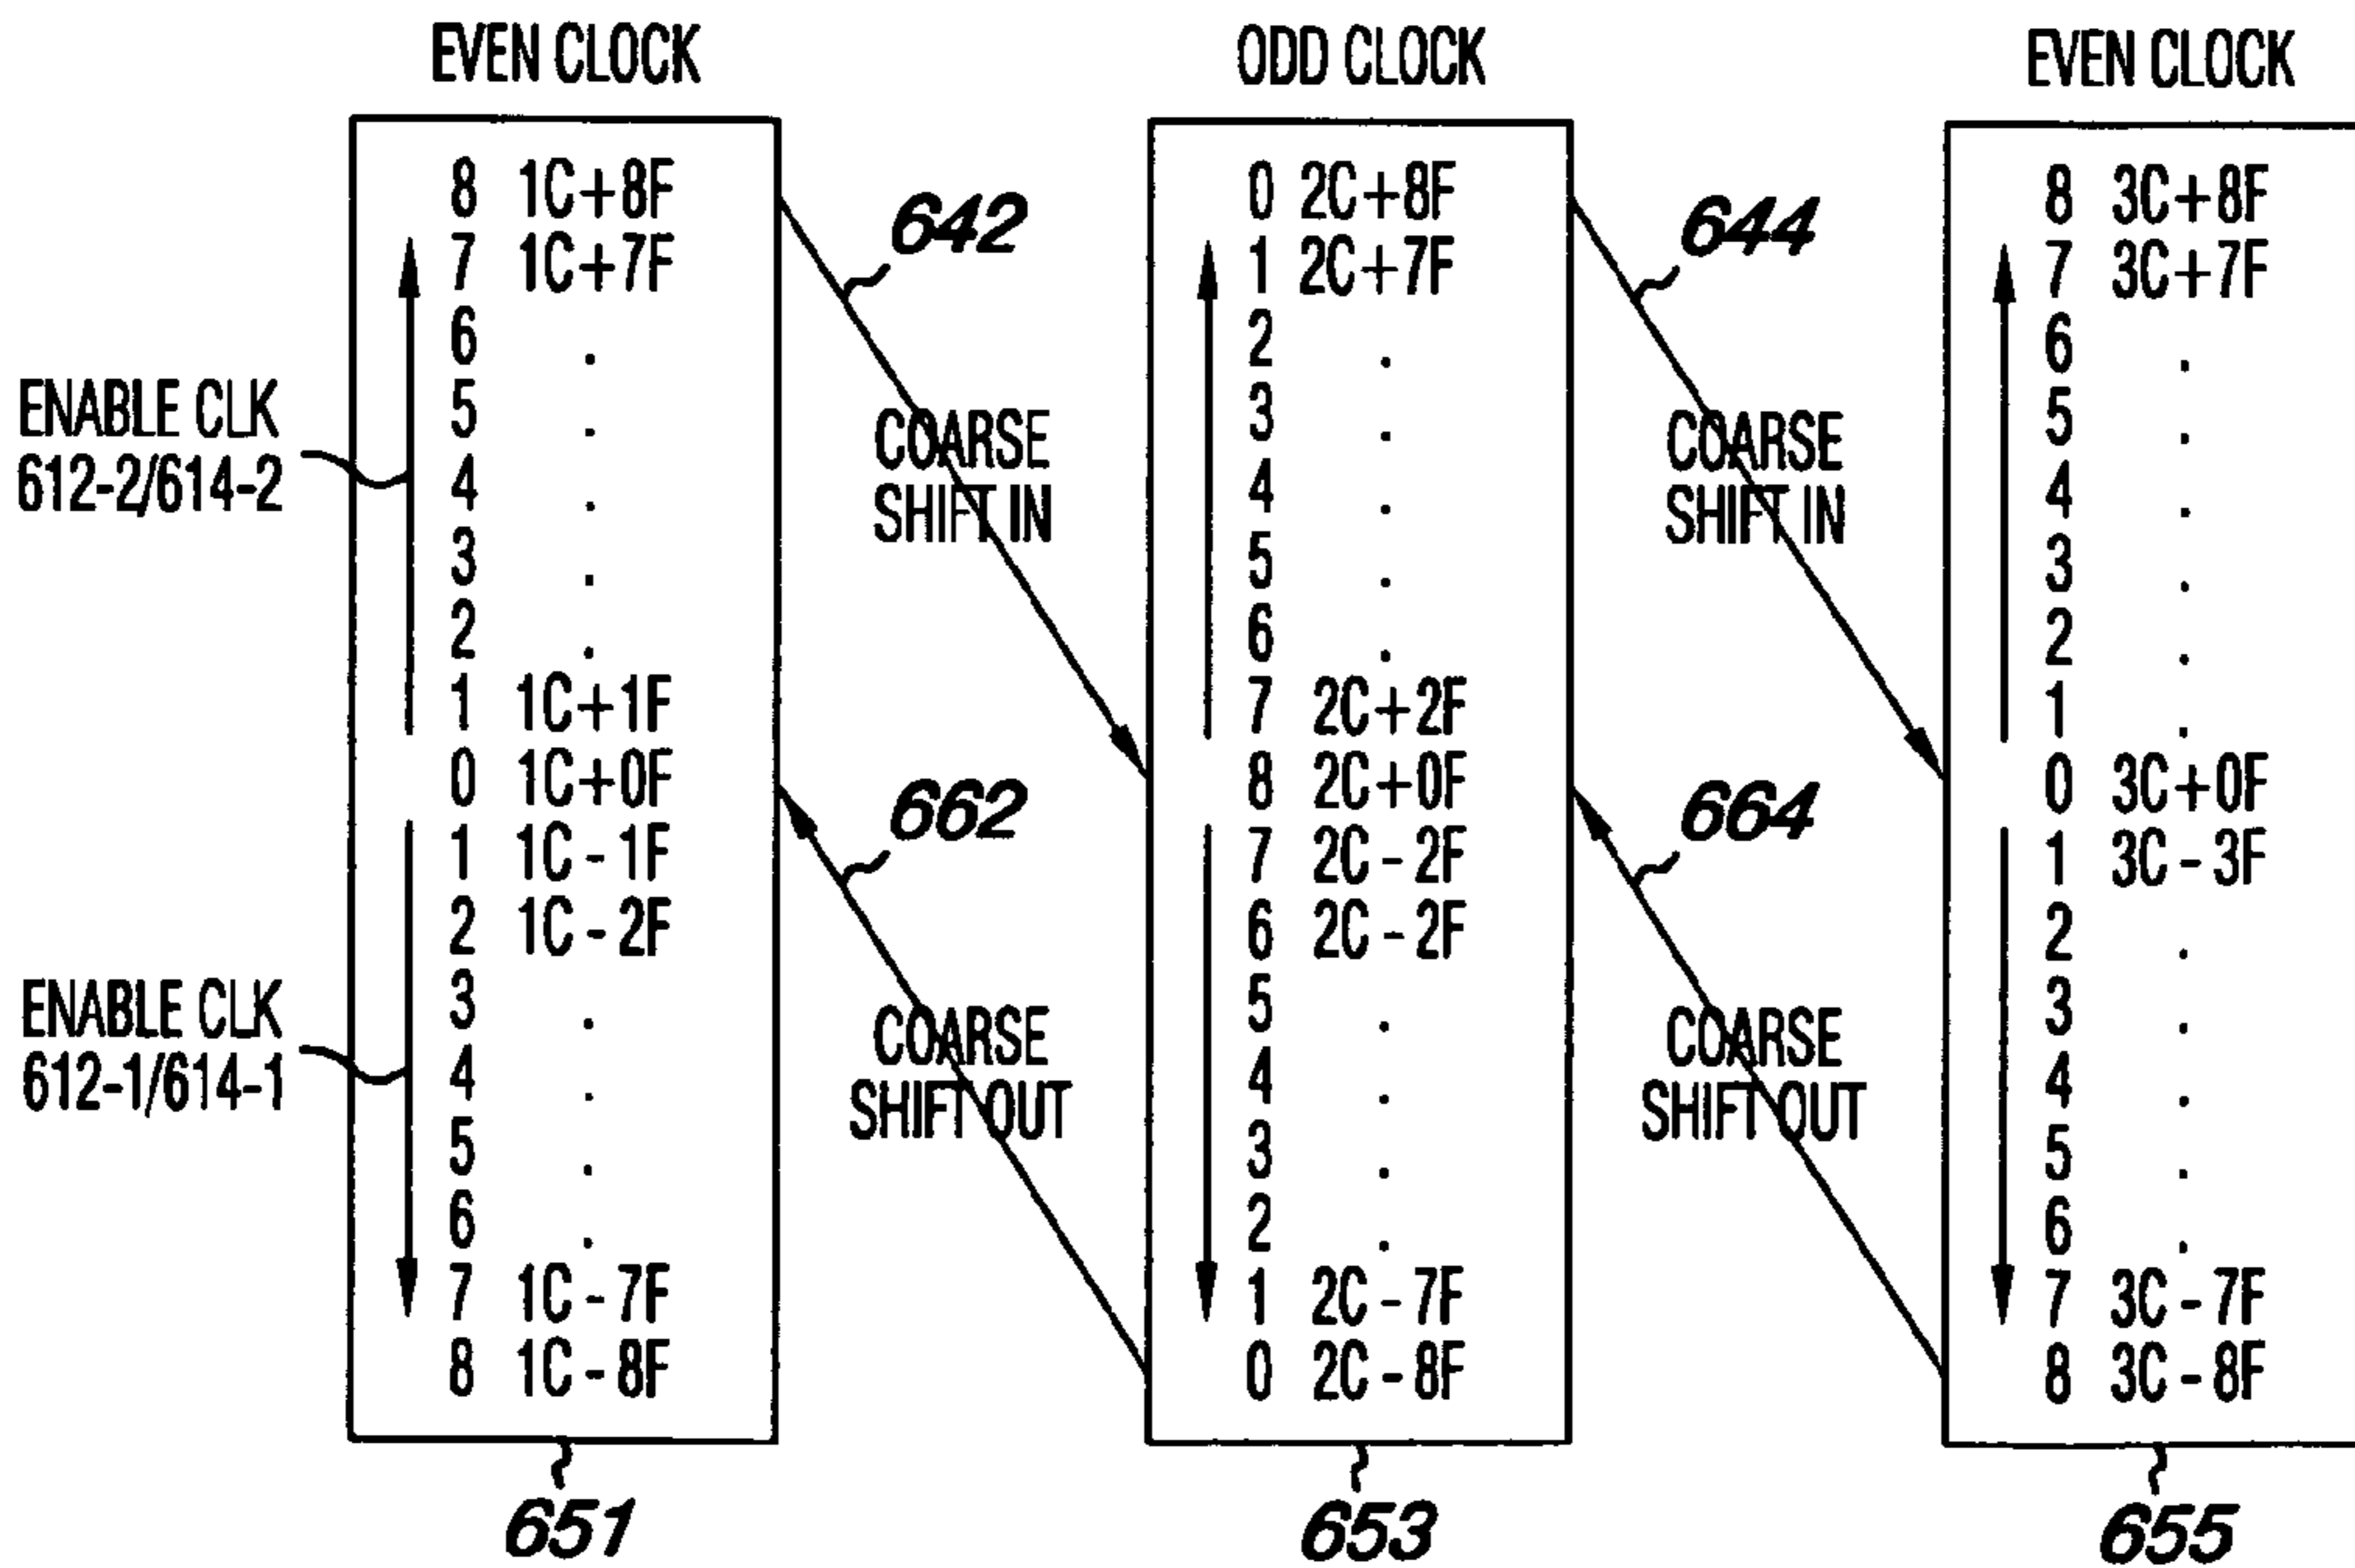 EVEN CLOCK ODD CLOCK EVEN CLOCK
8 1C+8F 0 2C+8F 8 3C+8F
642 644
7 1C+7F 1 2C+7F 7 3C+7F
6 . 2 . 6 .
5 . 3 . 5 .
ENABLE CLK COARSE COARSE
4 . 4 . 4 .
612-2/614-2 SHIFT IN SHIFT IN
3 . 5 . 3 .
2 . 6 . 2 .
1 1C+1F 7 2C+2F 1 .
0 1C+0F 8 2C+0F 0 3C+0F
662 664
1 1C-1F 7 2C-2F 1 3C-3F
2 1C-2F 6 2C-2F 2 .
3 . 5 . 3 .
ENABLE CLK COARSE COARSE
4 . 4 . 4 .
612-1/614-1 SHIFT OUT SHIFT OUT
5 . 3 . 5 .
6 . 2 . 6 .
7 1C-7F 1 2C-7F 7 3C-7F
8 1C-8F 0 2C-8F 8 3C-8F
651 653 655